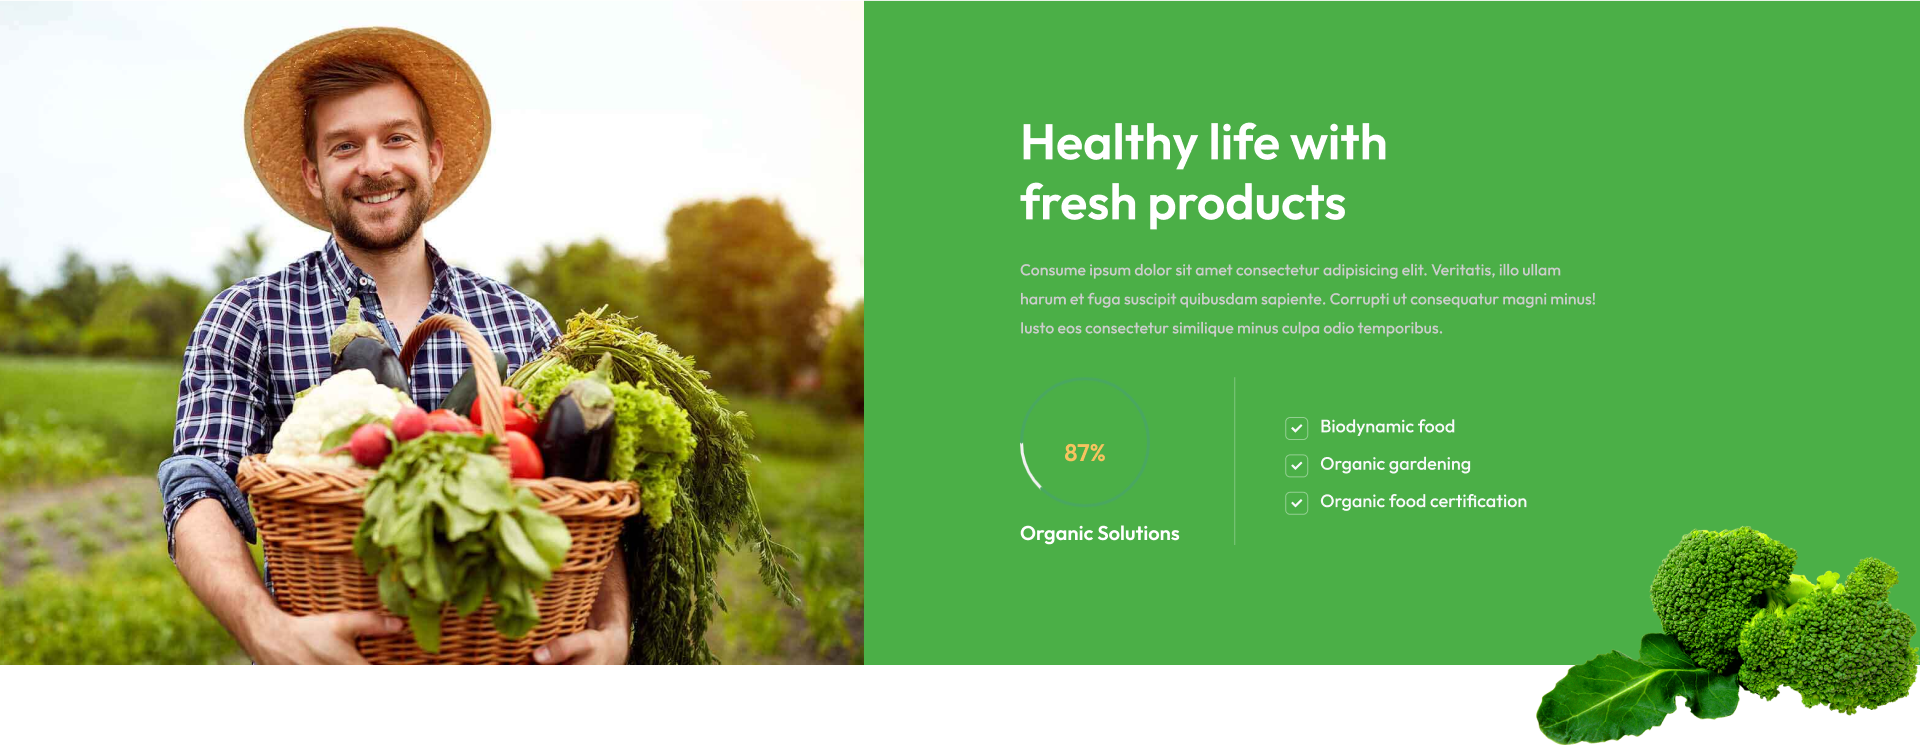 Healthy life with
fresh products
Consume ipsum dolor sit amet consectetur adipisicing elit. Veritatis, illo ullam
harum et fuga suscipit quibusdam sapiente. Corrupti ut consequatur magni minus!
Iusto eos consectetur similique minus culpa odio temporibus.
87%
Organic Solutions
Biodynamic food
Organic gardening
Organic food certification